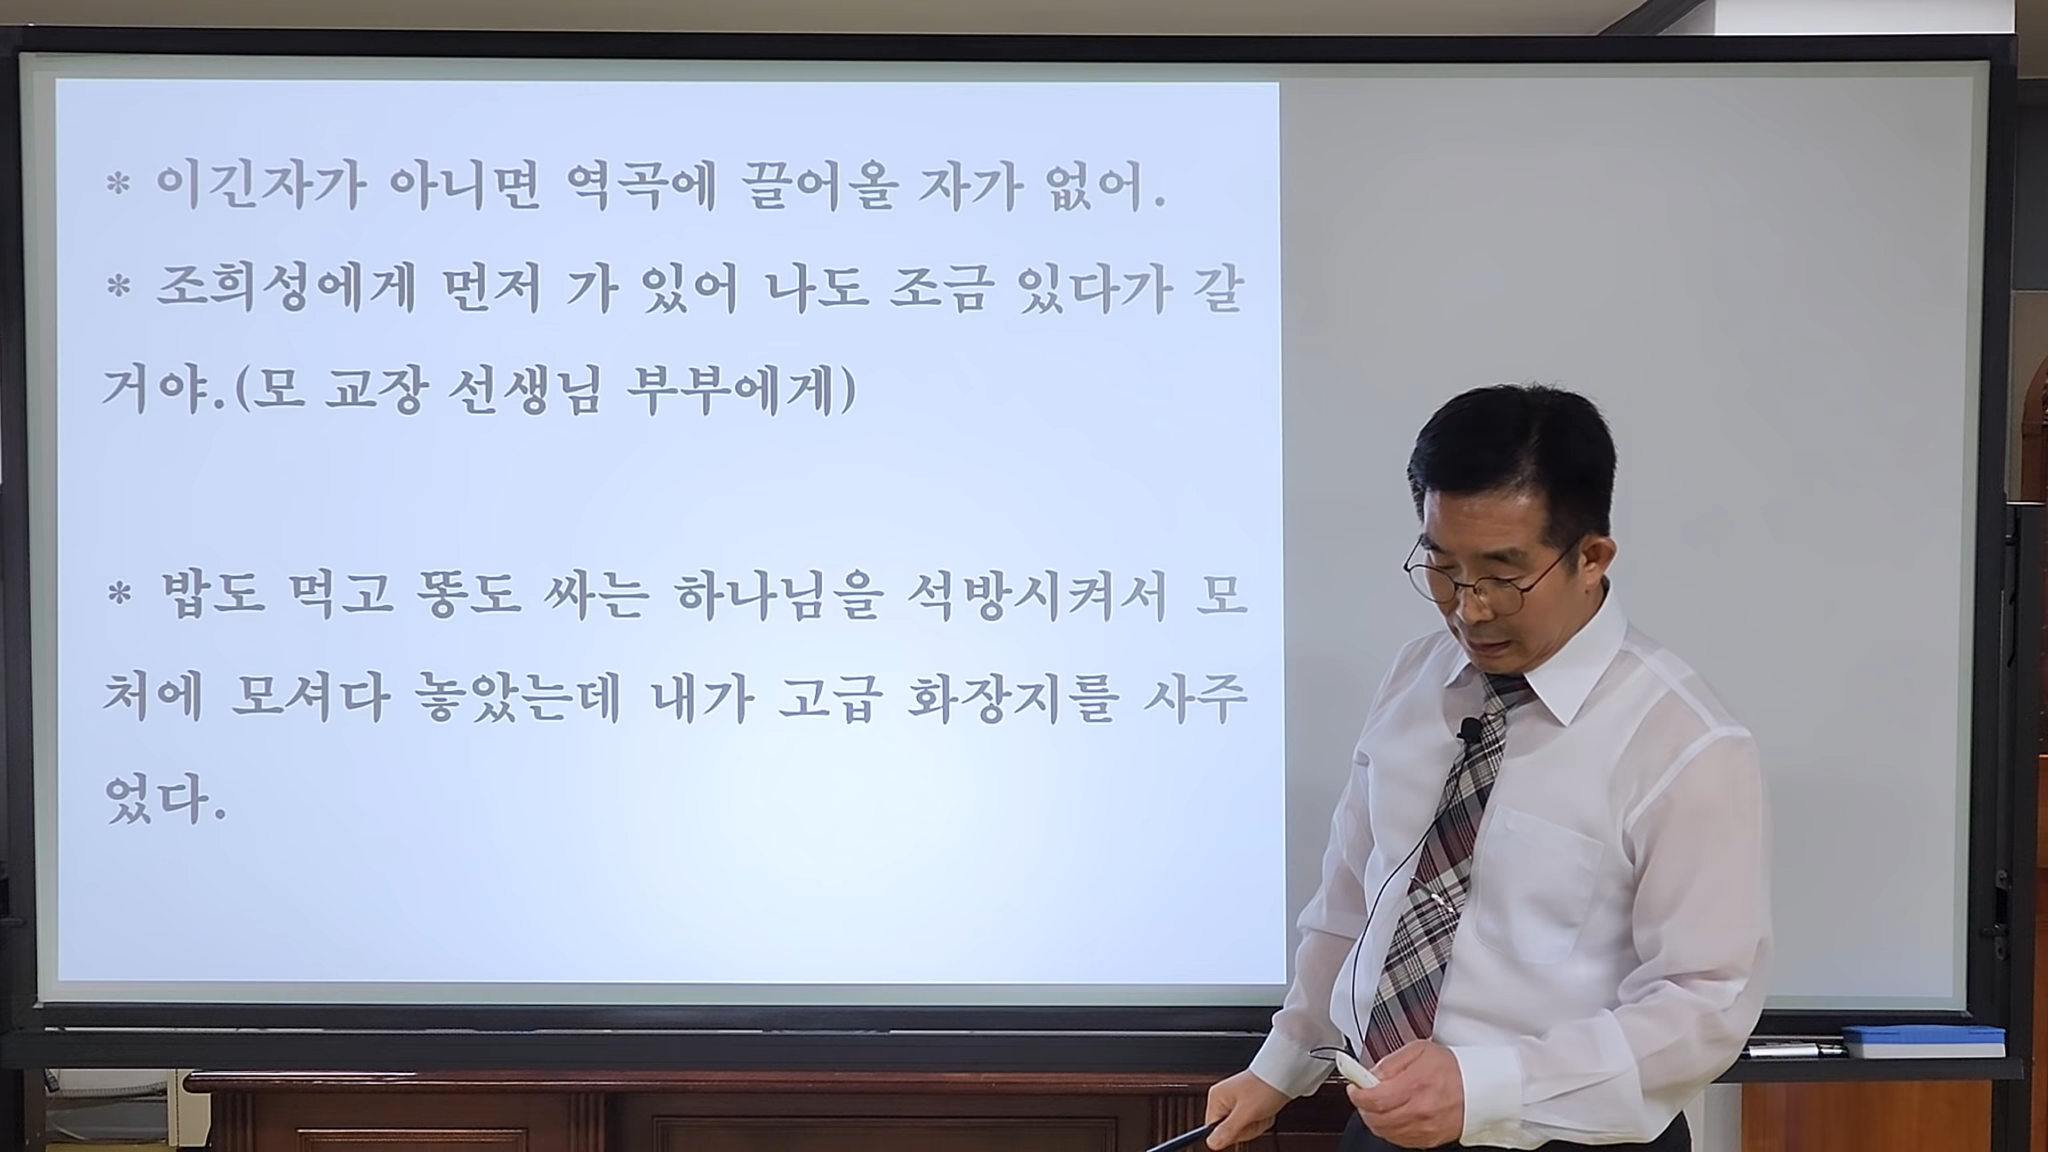 * 이긴자가 아니면 역곡에 끌어올 자가 없어.
* 조희성에게 먼저 가 있어 나도 조금 있다가 갈
거야.(모 교장 선생님 부부에게)
* 밥도 먹고 똥도 싸는 하나님을 석방시켜서 모
처에 모셔다 놓았는데 내가 고급 화장지를 사주
었다.